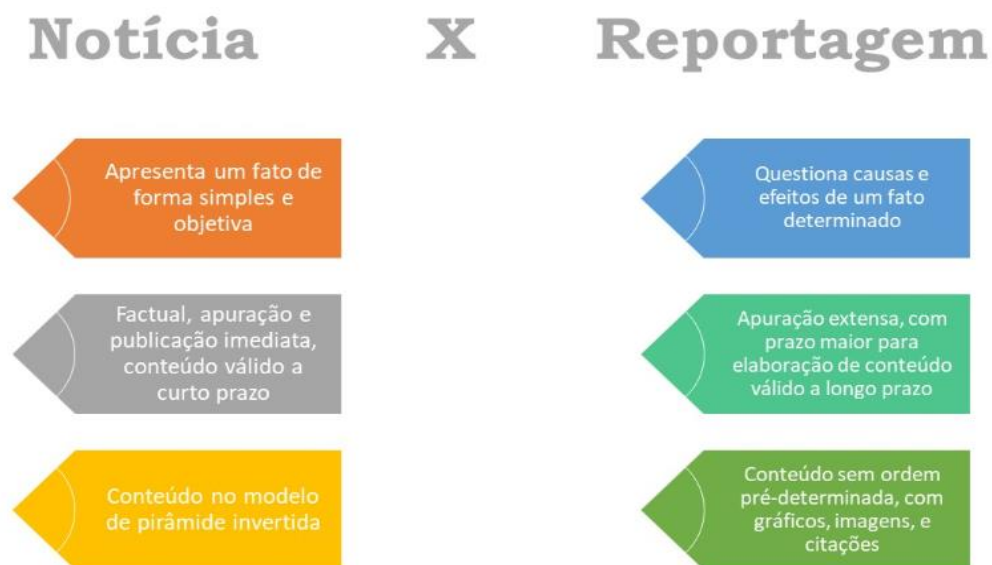 Notícia X Reportagem
Apresenta um fato de
forma simples e
objetiva
Questiona causas e
efeitos de um fato
determinado
Factual, apuração e
publicação imediata,
conteúdo válido a
curto prazo
Apuração extensa, com
prazo maior para
elaboração de conteúdo
válido a longo prazo
Conteúdo no modelo
de pirâmide invertida
Conteúdo sem ordem
pré-determinada, com
gráficos, imagens, e
citações